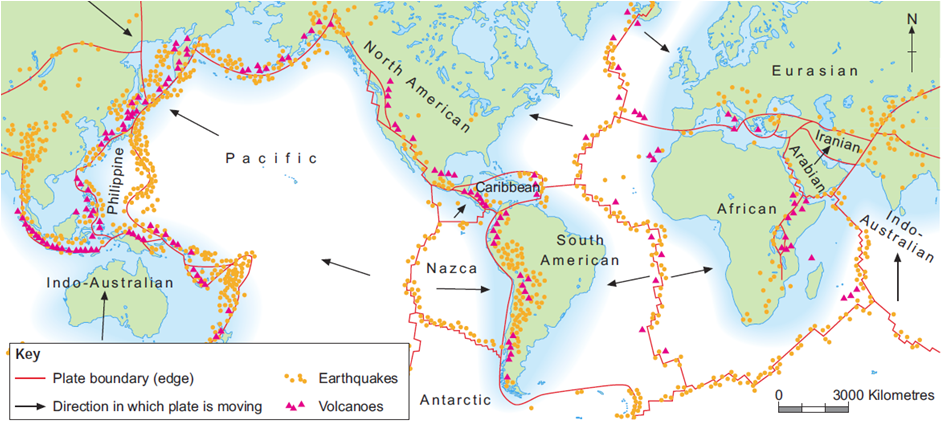 N
North
American
Eurasian
Iranian
Arabian
Pacific
Philippine
Caribbean
African
Indo-
Australian
South
American
Nazca
Indo-Australian
Key
Plate boundary (edge)
Earthquakes
Direction in which plate is moving
Volcanoes
Antarctic
0 3000 Kilometres